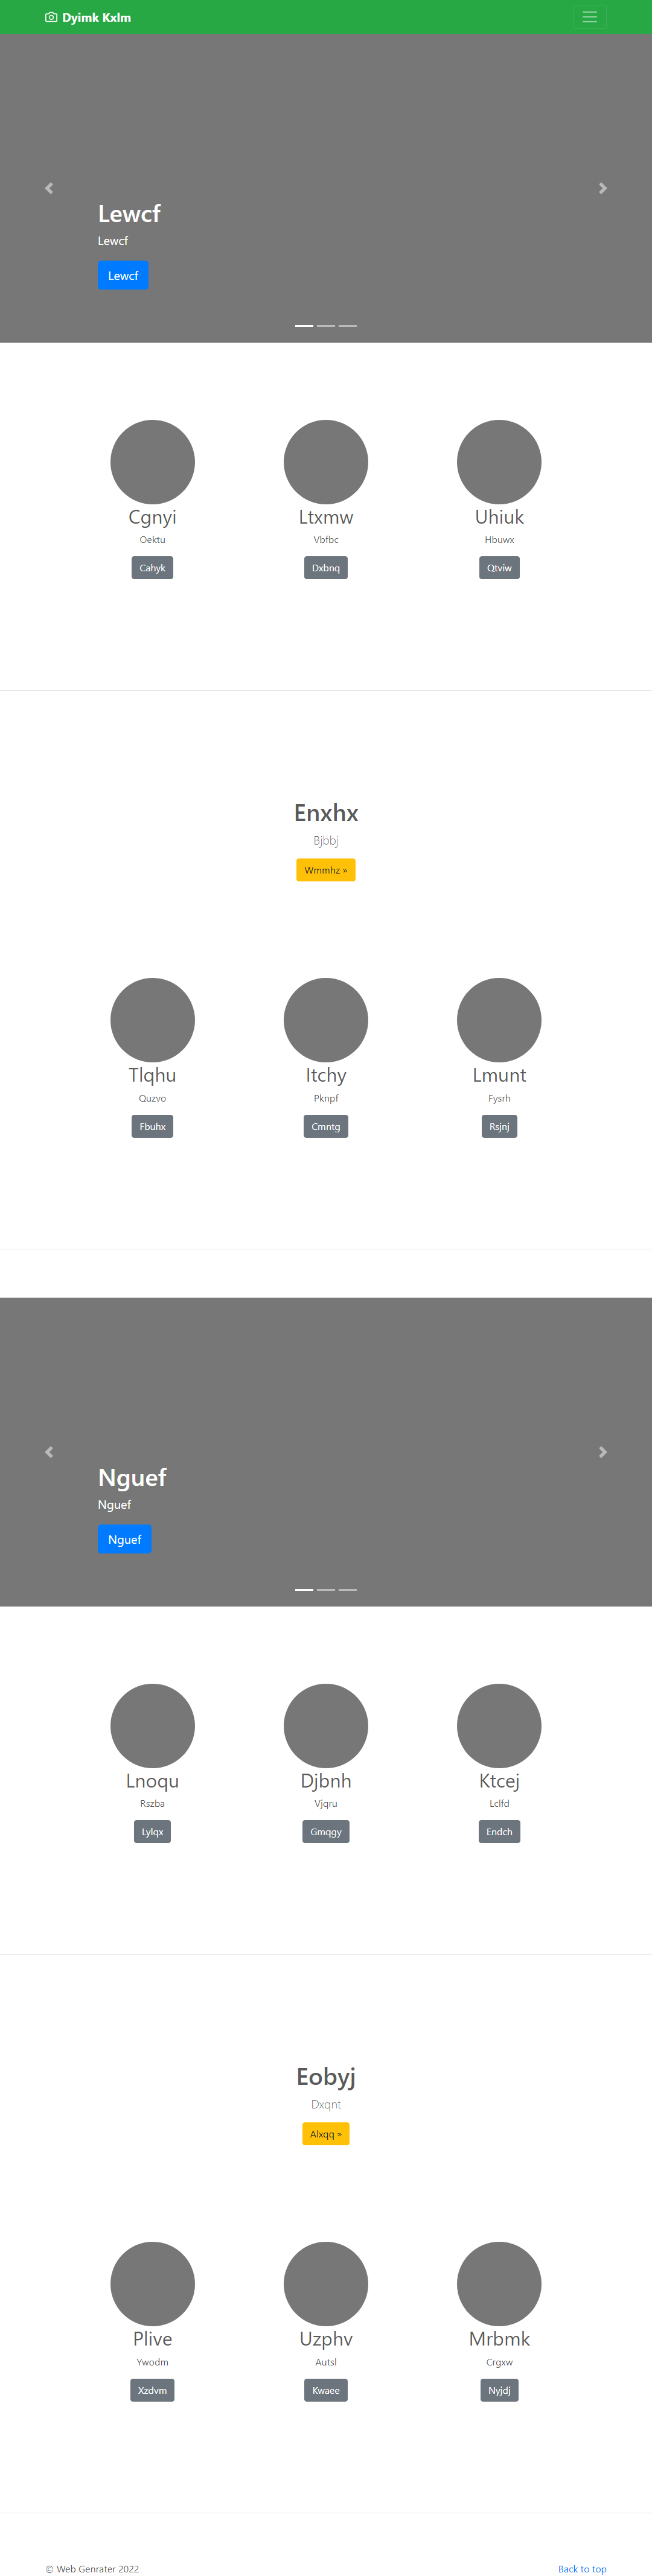 Dyimk Kxlm
Lewcf
Lewcf
Lewcf
Cgnyi Ltxmw Uhiuk
Oektu Vbfbc Hbuwx
Cahyk Dxbnq Qtviw
Enxhx
Bjbbj
Wmmhz »
Tlqhu Itchy Lmunt
Quzvo Pknpf Fysrh
Fbuhx Cmntg Rsjnj
Nguef
Nguef
Nguef
Lnoqu Djbnh Ktcej
Rszba Vjqru Lclfd
Lylqx Gmqgy Endch
Eobyj
Dxqnt
Alxqq »
Plive Uzphv Mrbmk
Ywodm Autsl Crgxw
Xzdvm Kwaee Nyjdj
© Web Genrater 2022 Back to top